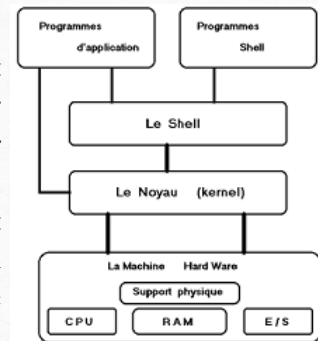 Programmes
d'application
Programmes
Shell
Le Shell
Le Noyau (kernel)
La Machine Hard Ware
Support physique
CPU RAM E/S